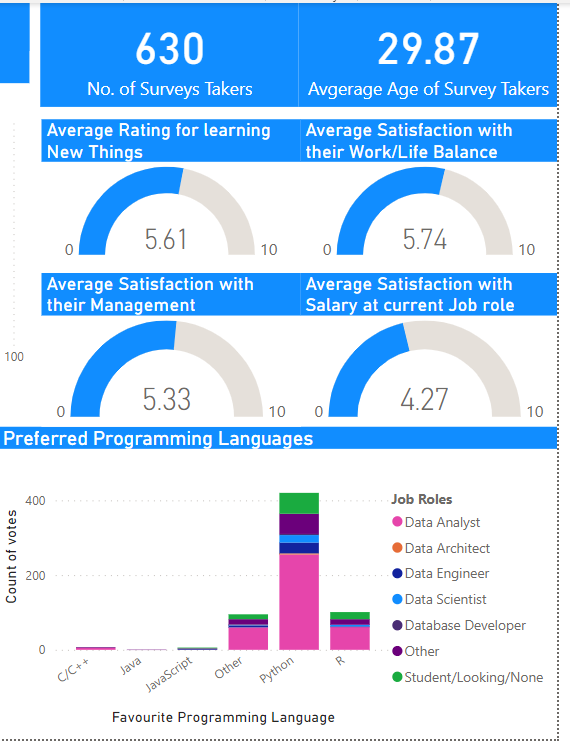 630
No. of Surveys Takers
29.87
Avgerage Age of Survey Takers
Average Rating for learning
New Things
0
5.61
10
Average Satisfaction with
their Work/Life Balance
0
5.74
10
Average Satisfaction with
their Management
0
5.33
10
Average Satisfaction with
Salary at current Job role
0
4.27
10
100
Preferred Programming Languages
Count of votes
400
200
0
C/C++
Java
JavaScript
Other
Python
R
Favourite Programming Language
Job Roles
Data Analyst
Data Architect
Data Engineer
Data Scientist
Database Developer
Other
Student/Looking/None